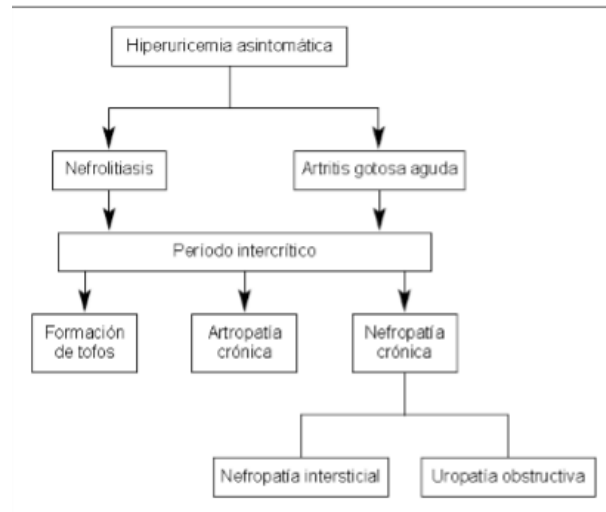 Hiperuricemia asintomática
Nefrolitiasis
Artritis gotosa aguda
Período intercrítico
Formación
de tofos
Artropatía
crónica
Nefropatía
crónica
Nefropatía intersticial
Uropatía obstructiva